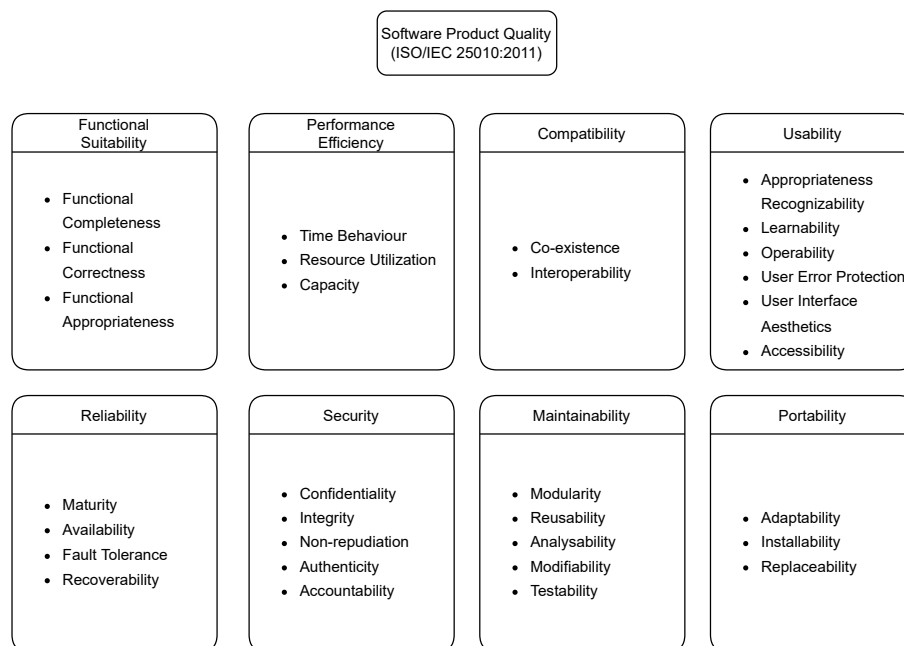 Software Product Quality
(ISO/IEC 25010:2011)
Functional
Suitability
• Functional
Completeness
• Functional
Correctness
• Functional
Appropriateness
Performance
Efficiency
• Time Behaviour
• Resource Utilization
• Capacity
Compatibility
• Co-existence
• Interoperability
Usability
• Appropriateness
Recognizability
• Learnability
• Operability
• User Error Protection
• User Interface
Aesthetics
• Accessibility
Reliability
• Maturity
• Availability
• Fault Tolerance
• Recoverability
Security
• Confidentiality
• Integrity
• Non-repudiation
• Authenticity
• Accountability
Maintainability
• Modularity
• Reusability
• Analysability
• Modifiability
• Testability
Portability
• Adaptability
• Installability
• Replaceability